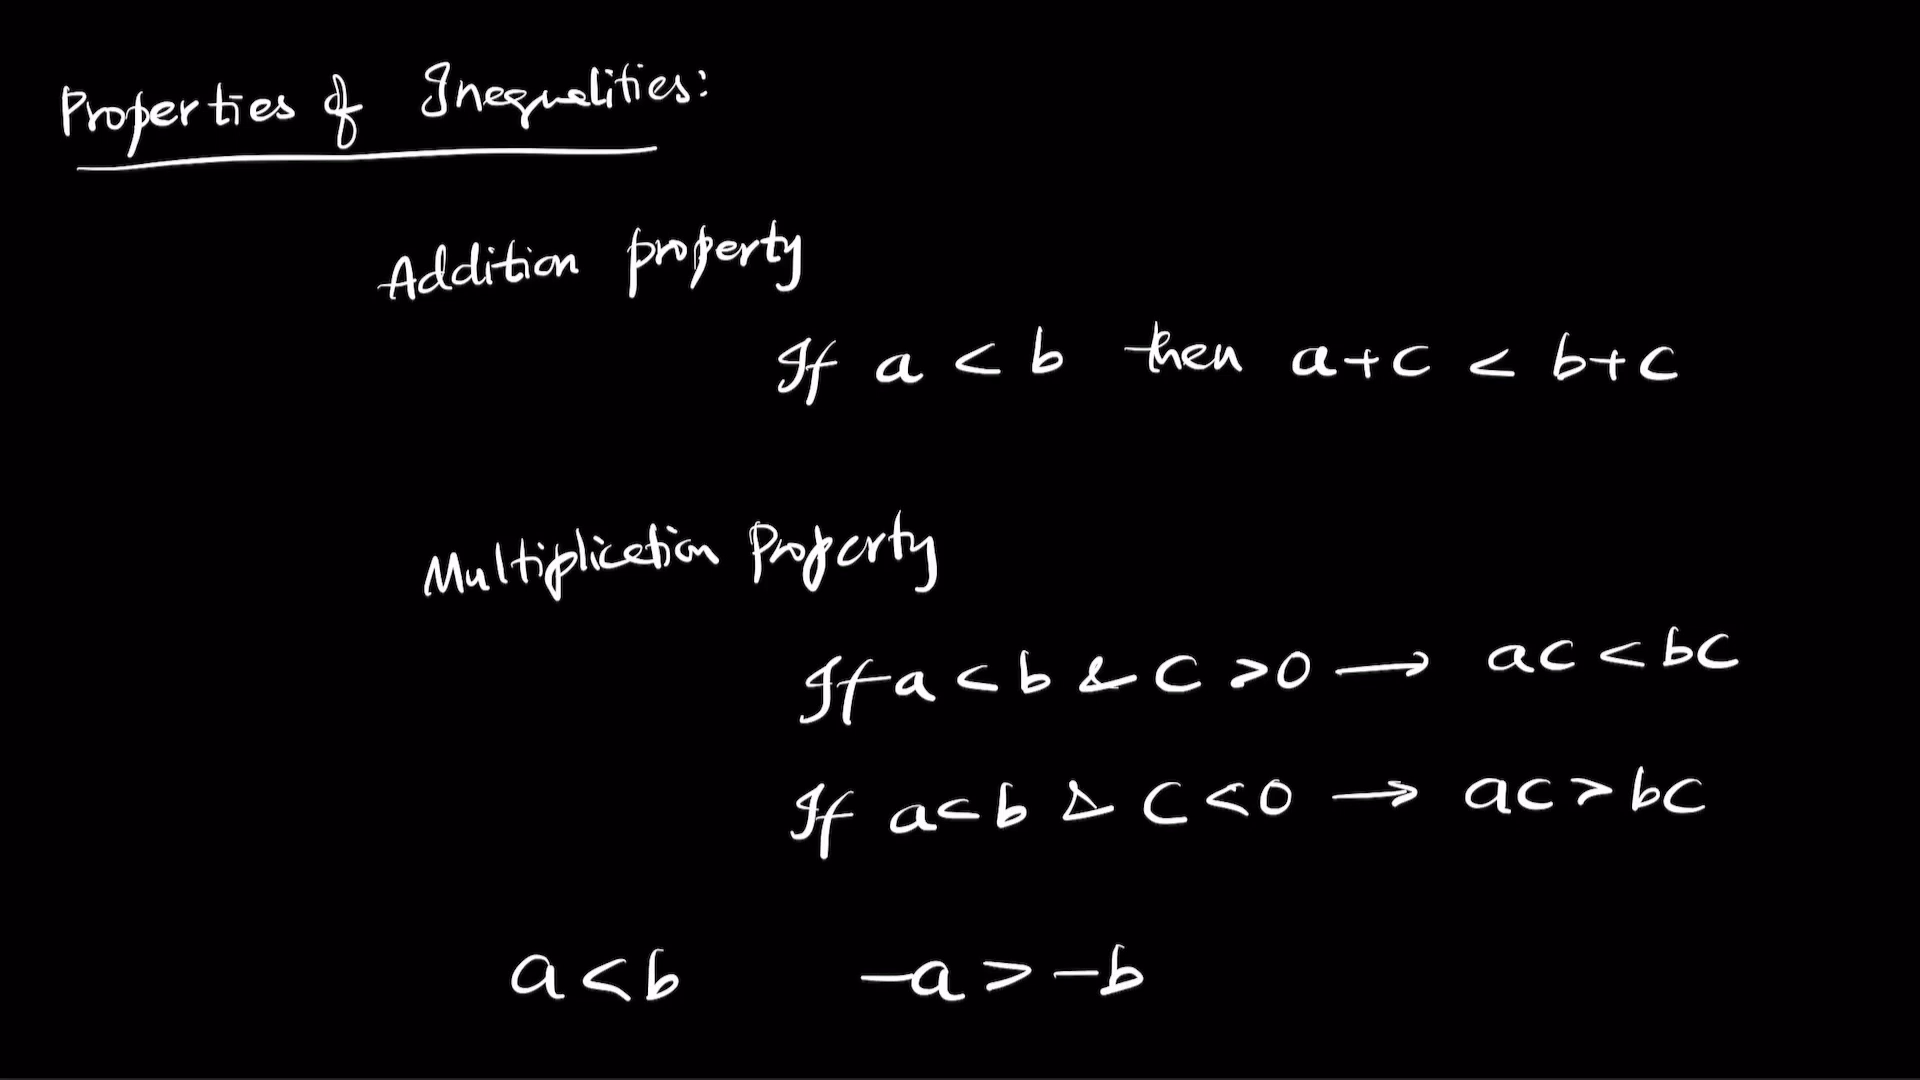 Properties of Inequalities:
Addition property
If a < b then a+c < b+c
Multiplication Property
If a < b & c > 0 → ac < bc
If a < b & c < 0 → ac > bc
a < b -a > -b